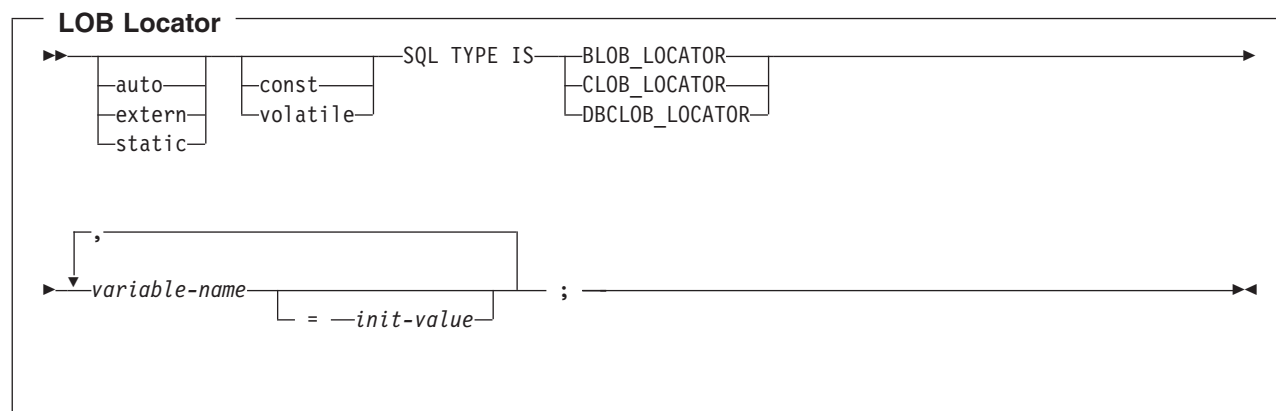 LOB Locator
SQL TYPE IS BLOB_LOCATOR
auto const CLOB_LOCATOR
extern volatile DBCLOB_LOCATOR
static
,
variable-name ;
= init-value